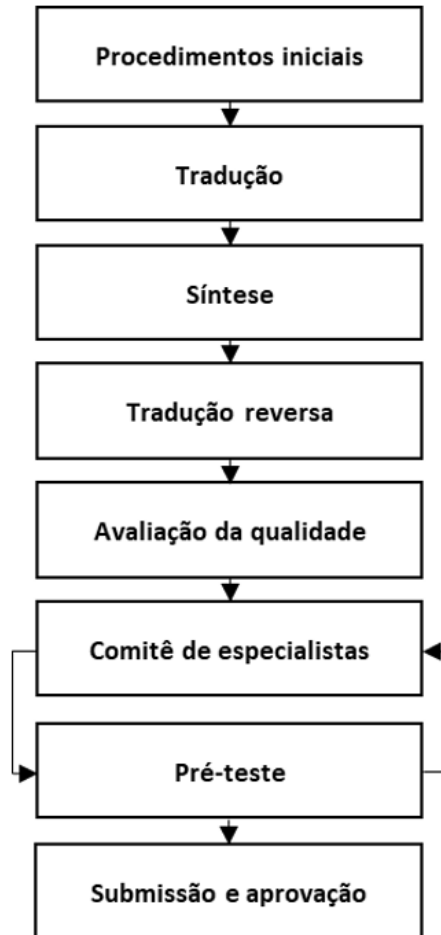 Procedimentos iniciais
Tradução
Síntese
Tradução reversa
Avaliação da qualidade
Comitê de especialistas
Pré-teste
Submissão e aprovação